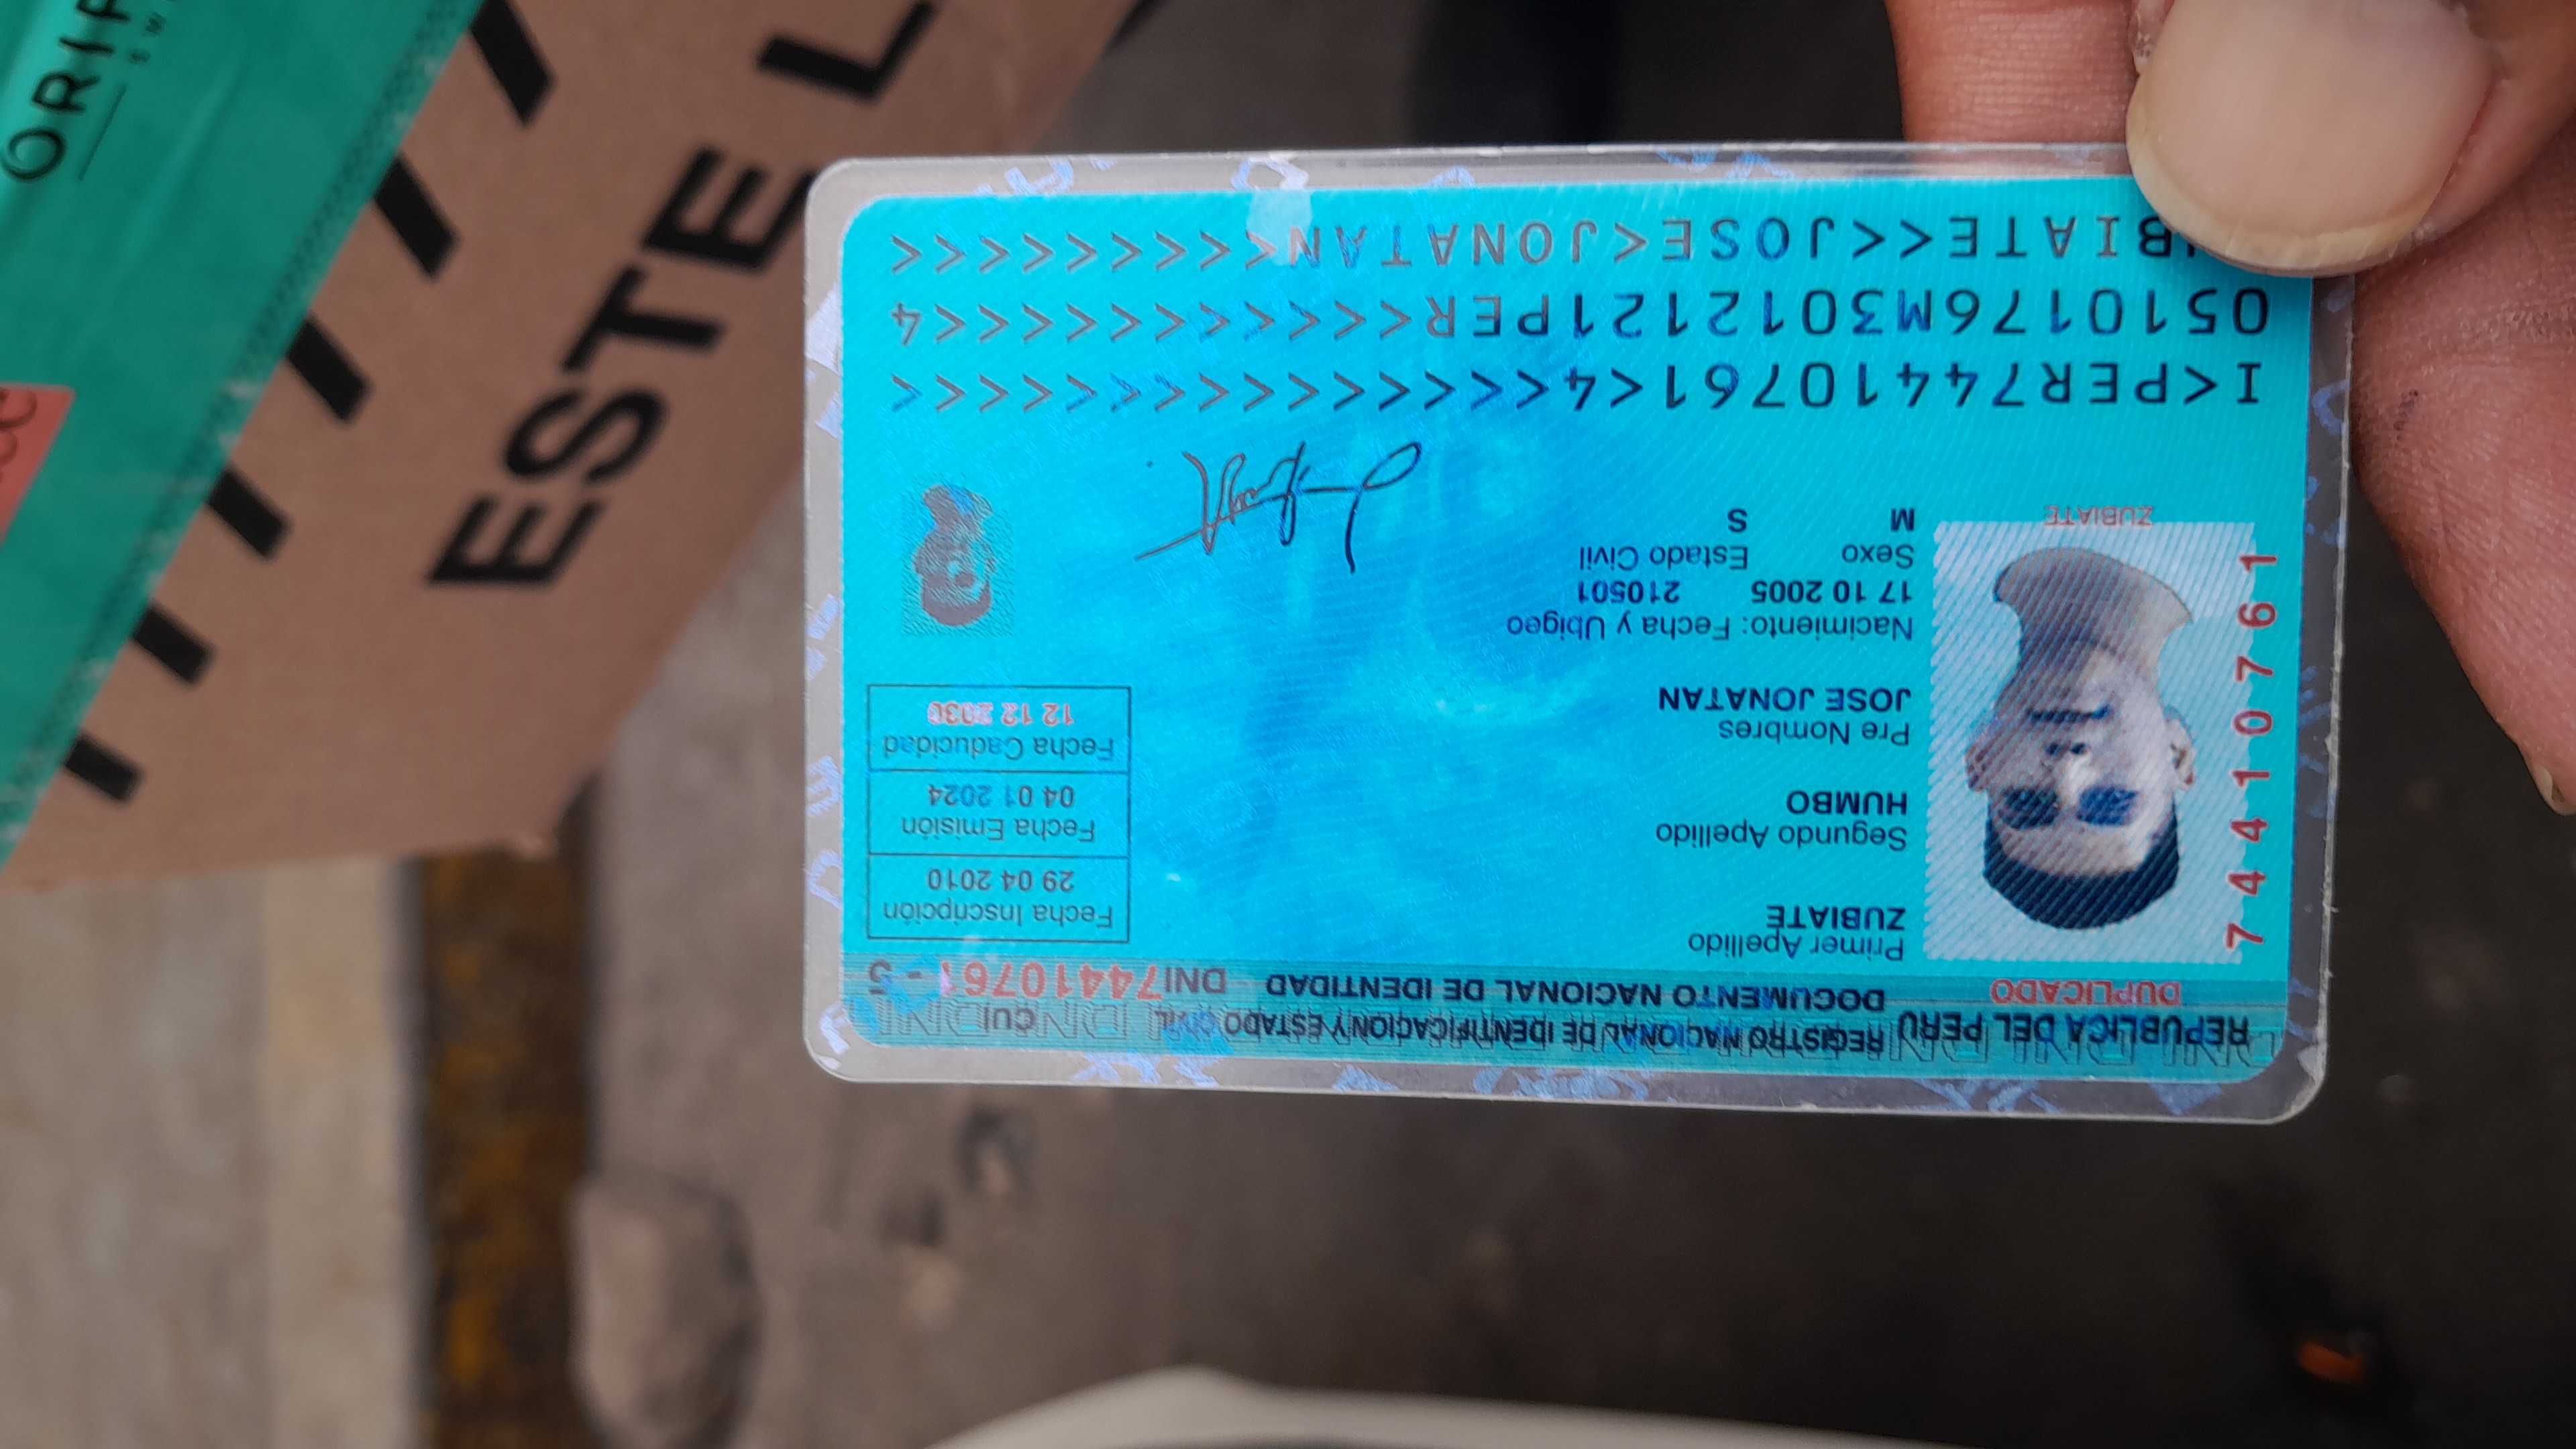 REPUBLICA DEL PERU REGISTRO NACIONAL DE IDENTIFICACION Y ESTADO CIVIL CUI
DUPLICADO DOCUMENTO NACIONAL DE IDENTIDAD DNI 74410761 - 5
Primer Apellido
ZUBIATE
Segundo Apellido
HUMBO
Pre Nombres
JOSE JONATAN
Nacimiento: Fecha y Ubigeo
17 10 2005 210501
Sexo Estado Civil
M S
Fecha Inscripción
29 04 2010
Fecha Emisión
04 01 2024
Fecha Caducidad
12 12 2030
74410761
ZUBIATE
I<PER74410761<4<<<<<<<<<<<<<<<
0510176M3012121PER<<<<<<<<<<<4
UBIATE<<JOSE<JONATAN<<<<<<<<<<
ESTE L